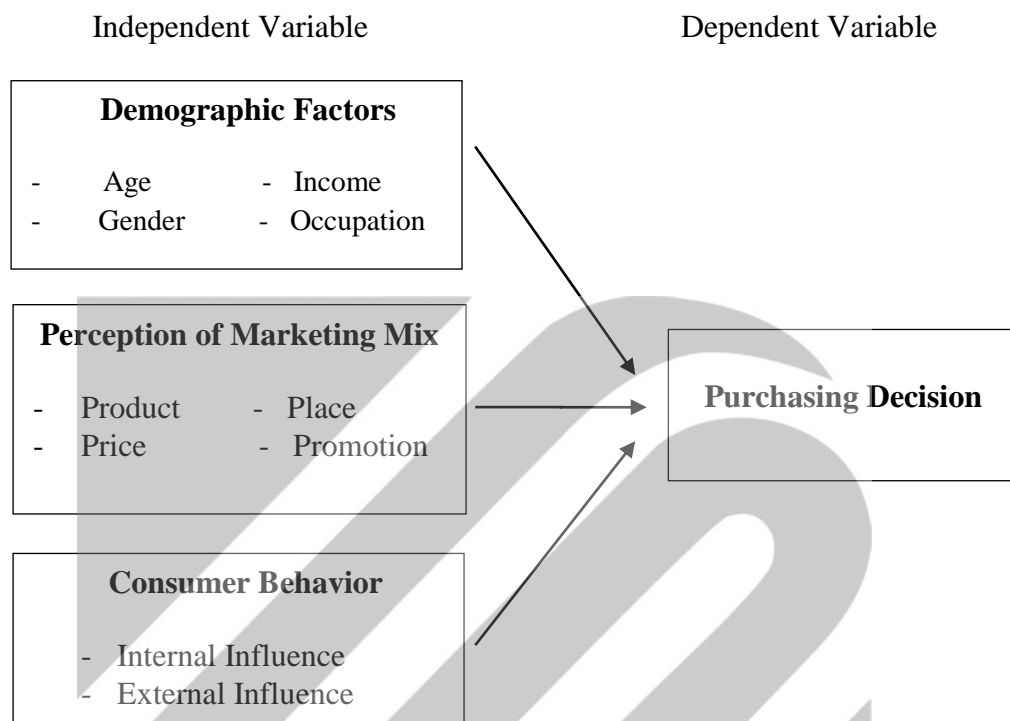 Independent Variable
Dependent Variable
Demographic Factors
- Age - Income
- Gender - Occupation
Perception of Marketing Mix
- Product - Place
- Price - Promotion
Purchasing Decision
Consumer Behavior
- Internal Influence
- External Influence